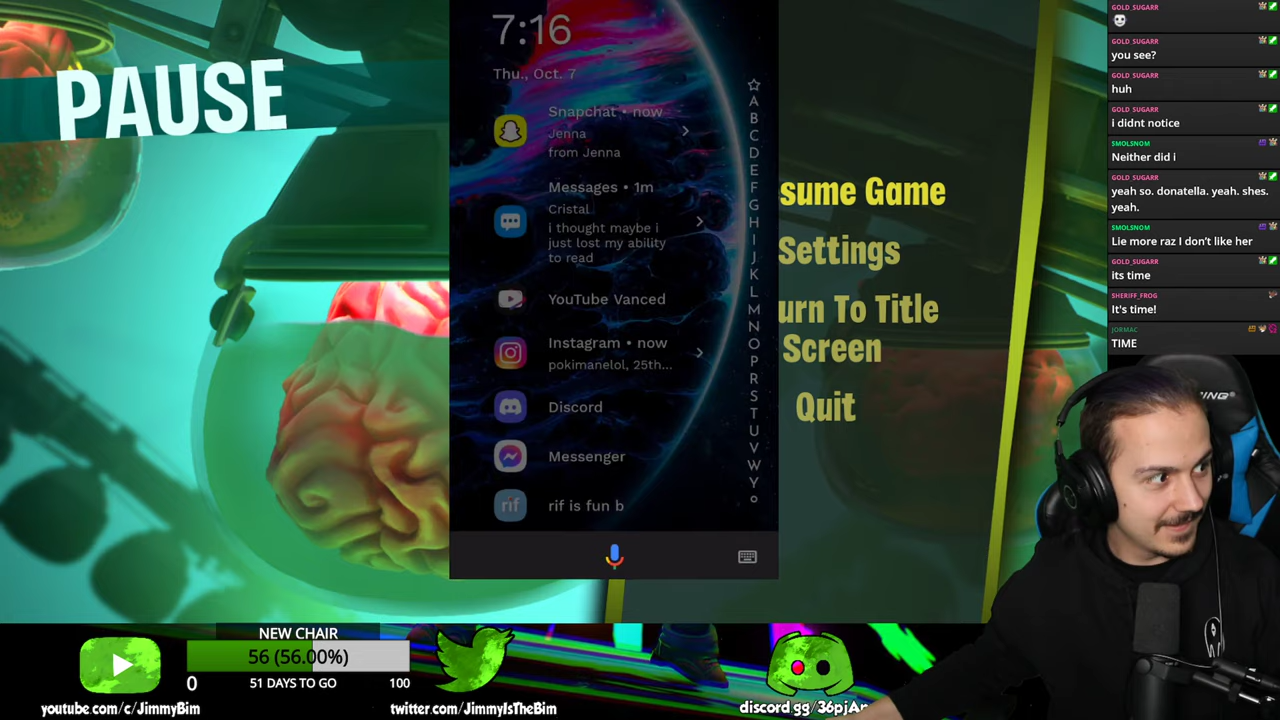 PAUSE
7:16
Thu., Oct. 7
Snapchat • now
Jenna
from Jenna
Messages • 1m
Cristal
i thought maybe i
just lost my ability
to read
YouTube Vanced
Instagram • now
pokimanelol, 25th...
Discord
Messenger
rif
rif is fun b
A
B
C
D
E
F
G
H
I
J
K
L
M
N
O
P
R
S
T
U
V
W
Y
sume Game
Settings
urn To Title
Screen
Quit
GOLD_SUGARR
GOLD_SUGARR
you see?
GOLD_SUGARR
huh
GOLD_SUGARR
i didnt notice
SMOLSNOM
Neither did i
GOLD_SUGARR
yeah so. donatella. yeah. shes.
yeah.
SMOLSNOM
Lie more raz I don't like her
GOLD_SUGARR
its time
SHERIFF_FROG
It's time!
JORMAC
TIME
NEW CHAIR
56 (56.00%)
0
51 DAYS TO GO
100
youtube.com/c/JimmyBim
twitter.com/JimmyIsTheBim
discord.gg/36pjAr